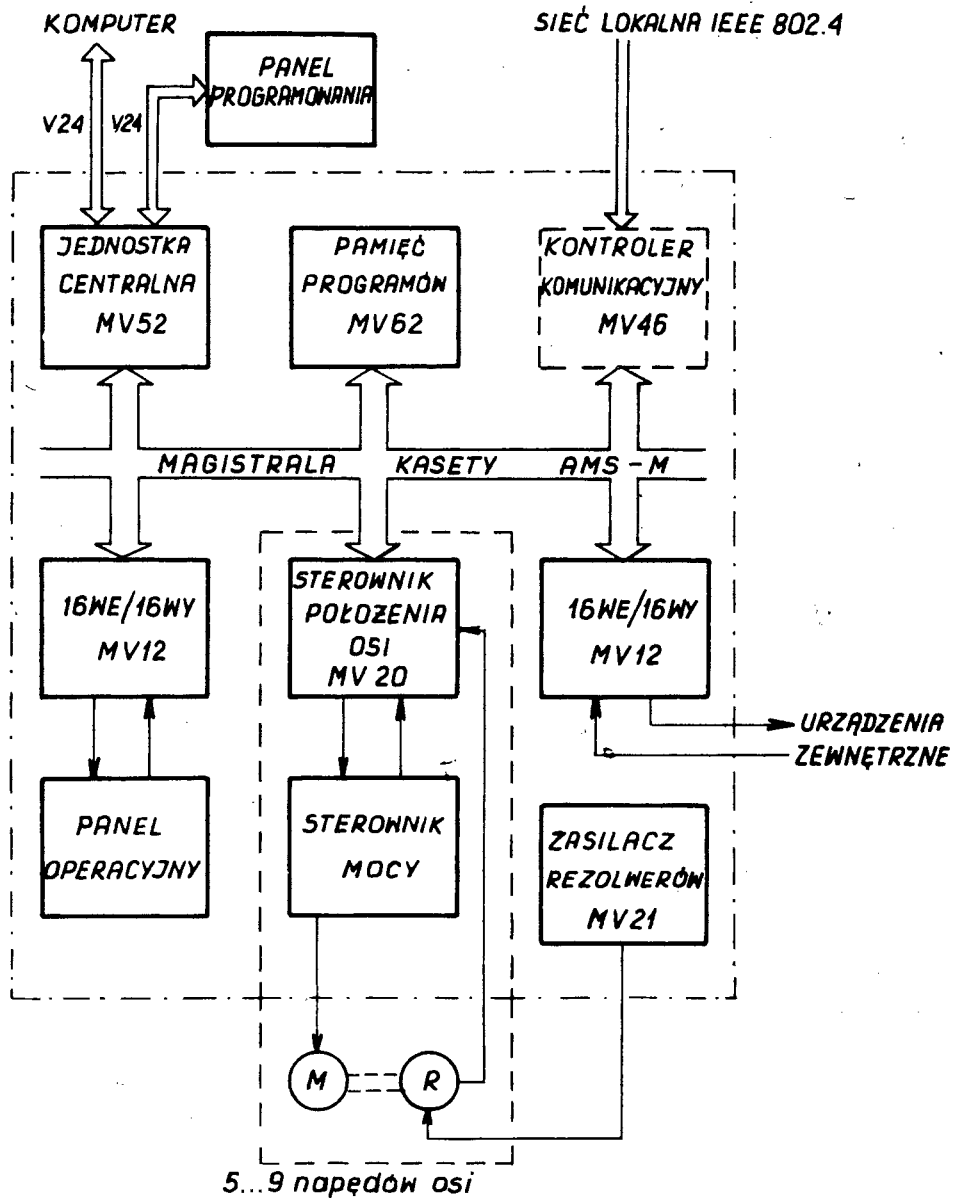 KOMPUTER
SIEĆ LOKALNA IEEE 802.4
PANEL
PROGRAMOWANIA
V24
V24
JEDNOSTKA
CENTRALNA
MV52
PAMIĘĆ
PROGRAMÓW
MV62
KONTROLER
KOMUNIKACYJNY
MV46
MAGISTRALA KASETY AMS-M
16WE/16WY
MV12
STEROWNIK
POŁOŻENIA
OSI
MV20
16WE/16WY
MV12
URZĄDZENIA
ZEWNĘTRZNE
PANEL
OPERACYJNY
STEROWNIK
MOCY
ZASILACZ
REZOLWERÓW
MV21
M
R
5...9 napędów osi